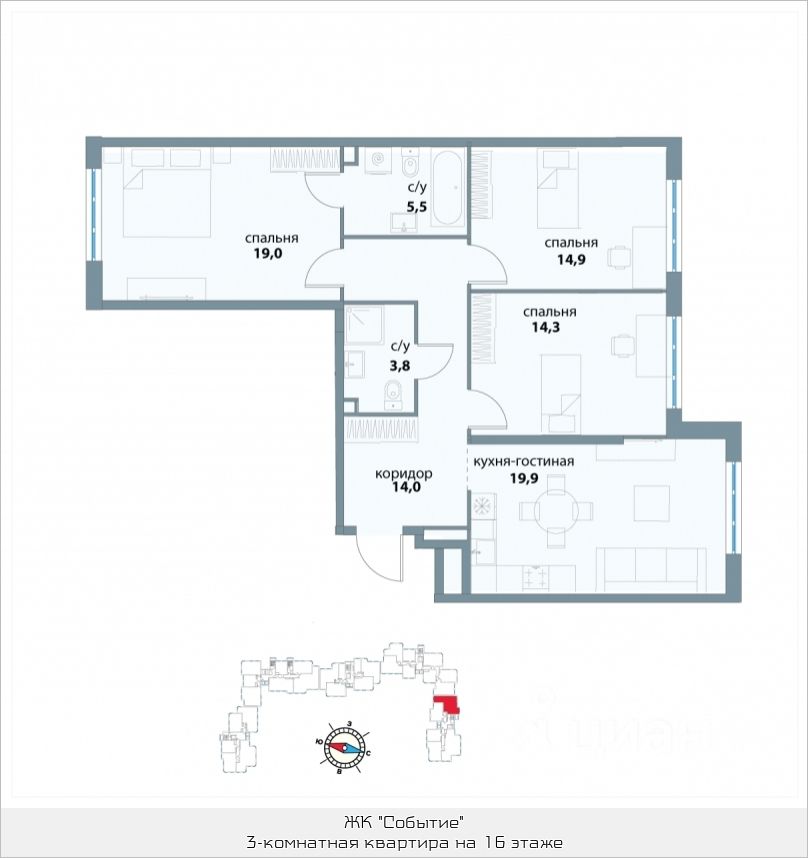 спальня
19,0
с/у
5,5
спальня
14,9
спальня
14,3
с/у
3,8
коридор
14,0
кухня-гостиная
19,9
З
Ю
С
В
циан
ЖК "Событие"
3-комнатная квартира на 16 этаже